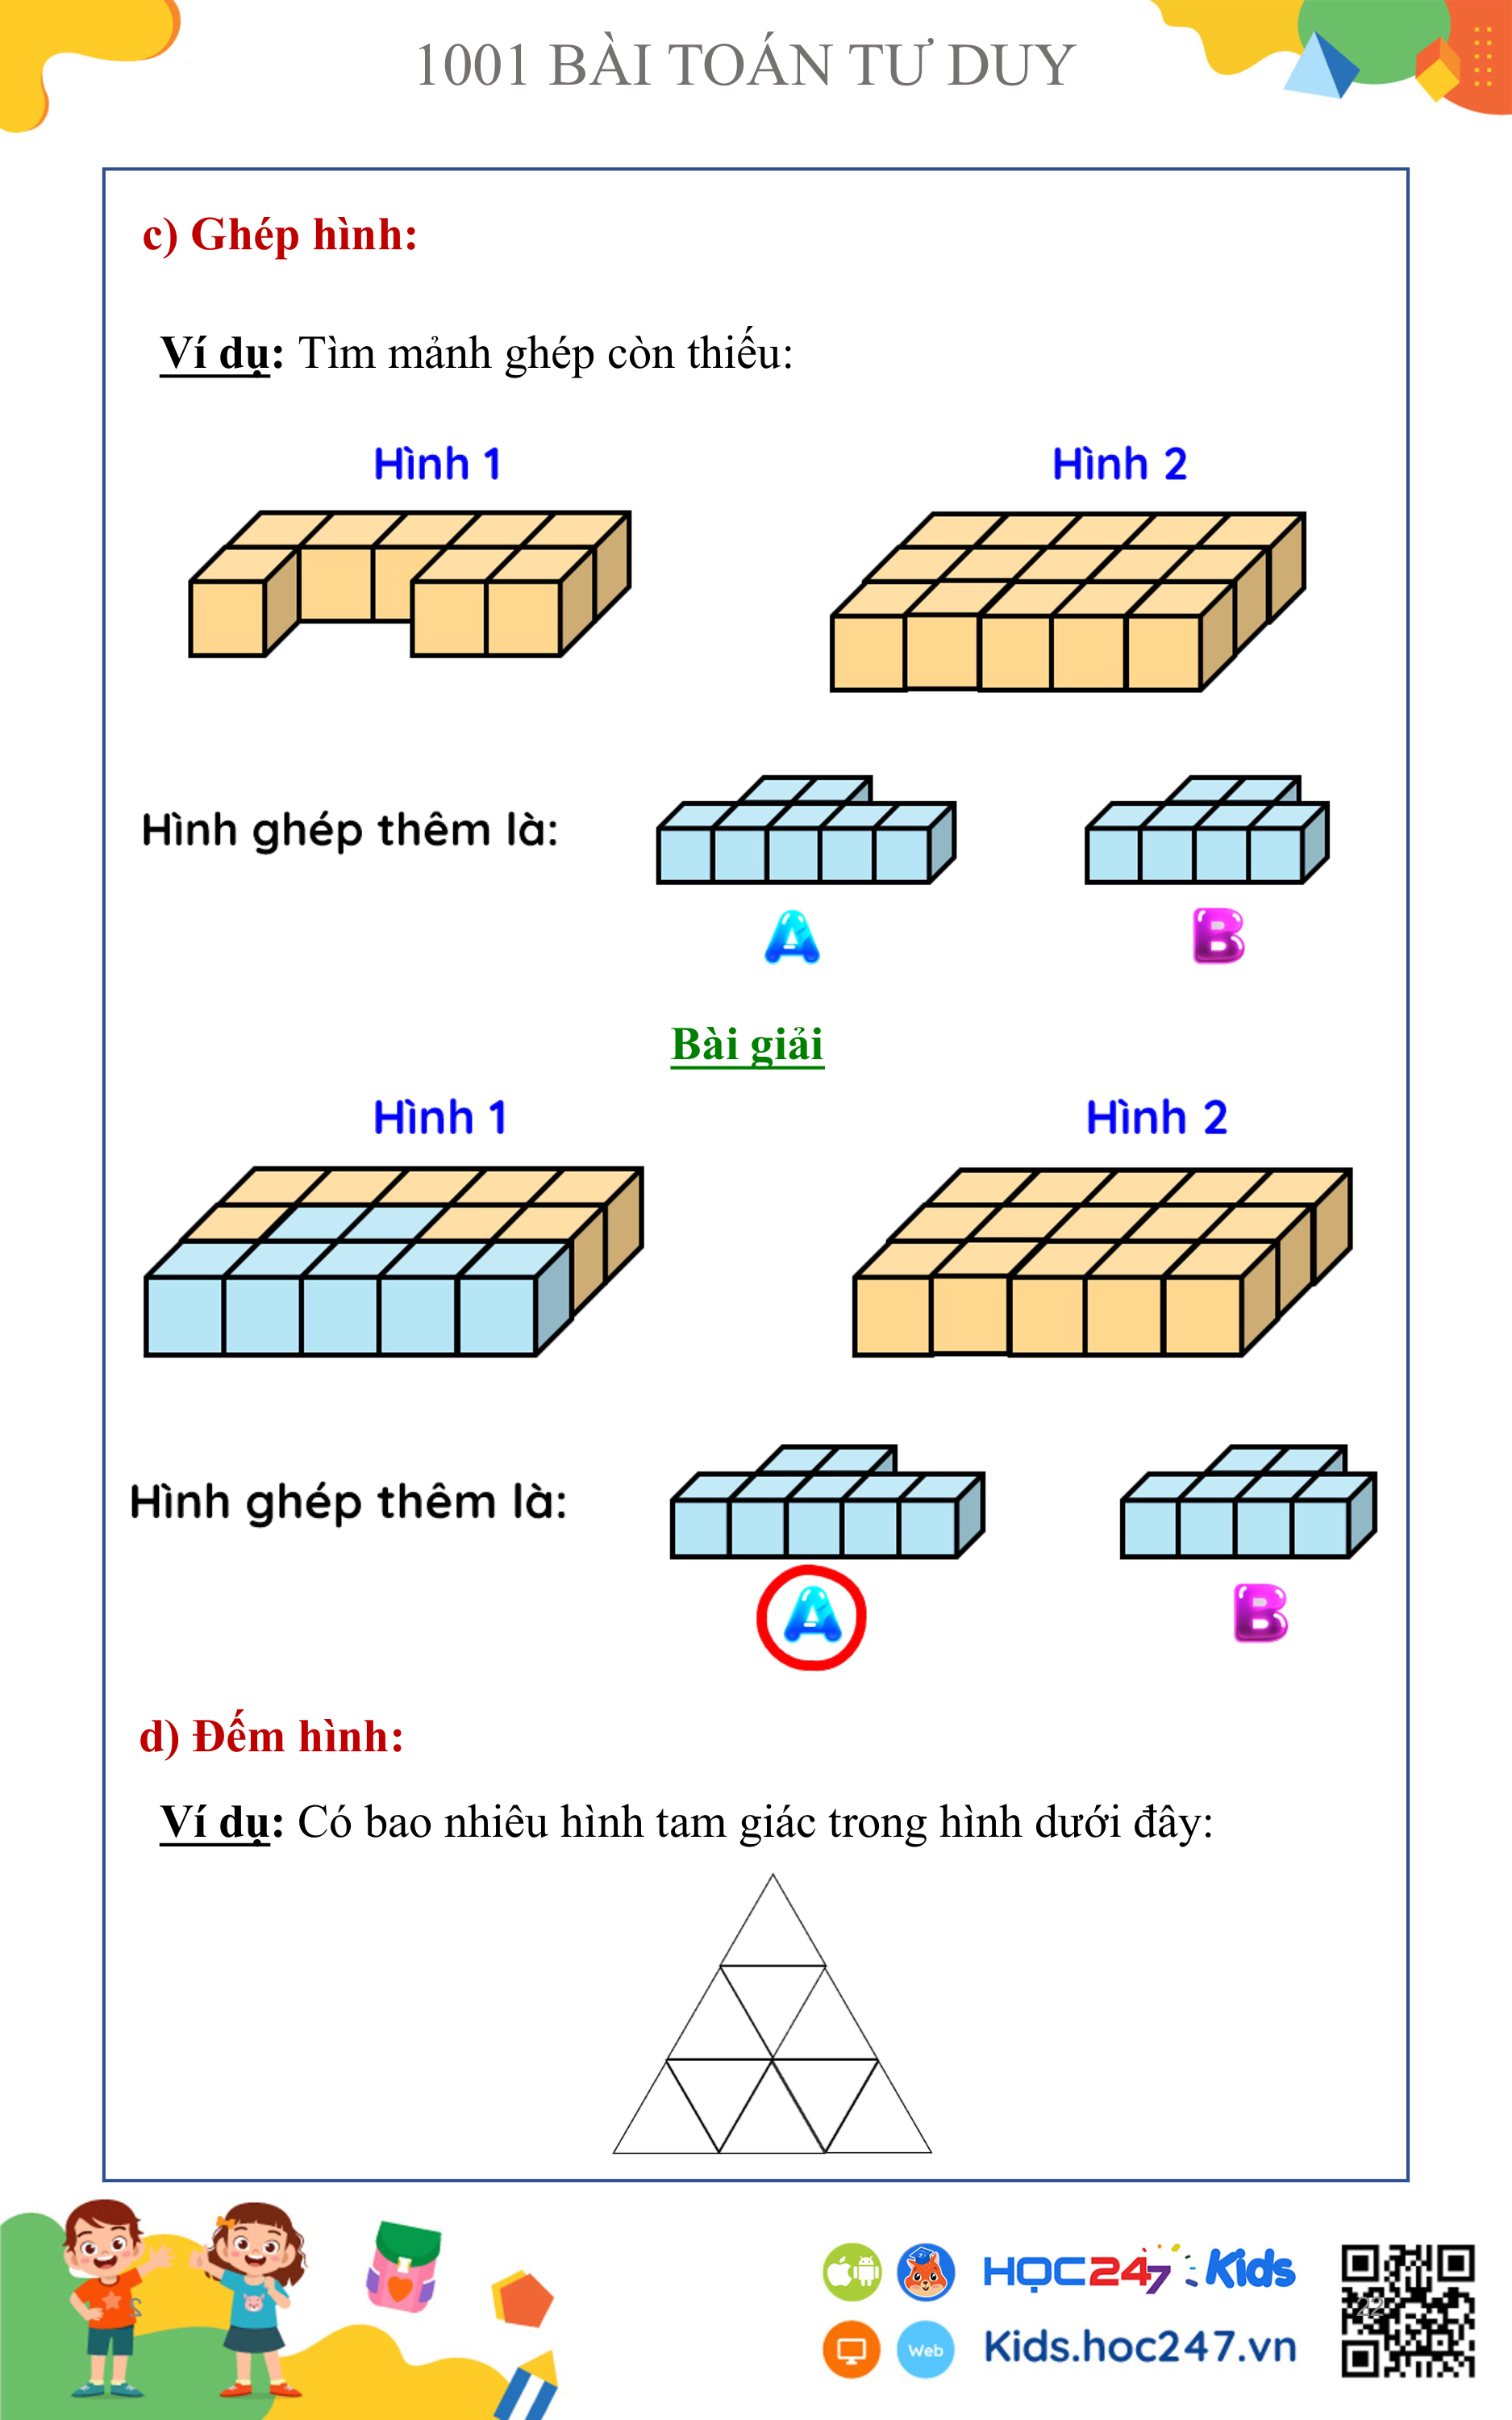 1001 BÀI TOÁN TƯ DUY
c) Ghép hình:
Ví dụ: Tìm mảnh ghép còn thiếu:
Hình 1
Hình 2
Hình ghép thêm là:
A
B
Bài giải
Hình 1
Hình 2
Hình ghép thêm là:
A
B
d) Đếm hình:
Ví dụ: Có bao nhiêu hình tam giác trong hình dưới đây:
HỌC247 Kids
22
2
Web
Kids.hoc247.vn